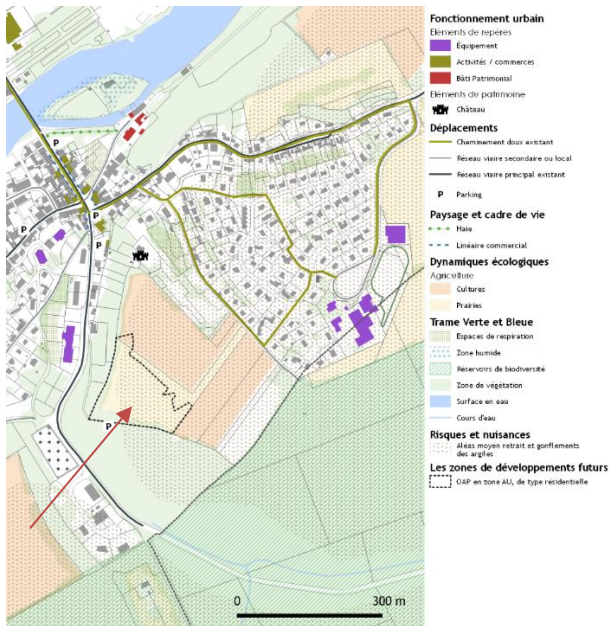 Fonctionnement urbain
Eléments de repères
Équipement
Activités / commerces
Bâti Patrimonial
Eléments du patrimoine
Château
Déplacements
Cheminement doux existant
Réseau viaire secondaire ou local
Réseau viaire principal existant
P Parking
Paysage et cadre de vie
Haie
Linéaire commercial
Dynamiques écologiques
Agriculture
Cultures
Prairies
Trame Verte et Bleue
Espaces de respiration
Zone humide
Réservoirs de biodiversité
Zone de végétation
Surface en eau
Cours d'eau
Risques et nuisances
Aléas moyen retrait et gonflements
des argiles
Les zones de développements futurs
OAP en zone AU, de type résidentielle
P
P
P
P
P
0 300 m